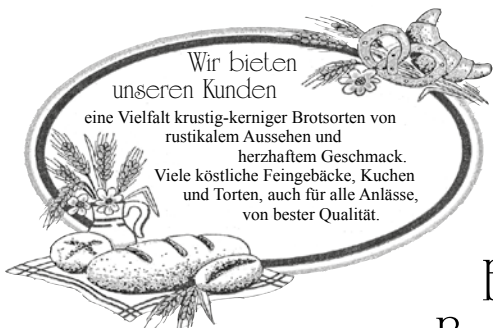 Wir bieten
unseren Kunden
eine Vielfalt krustig-kerniger Brotsorten von
rustikalem Aussehen und
herzhaftem Geschmack.
Viele köstliche Feingebäcke, Kuchen
und Torten, auch für alle Anlässe,
von bester Qualität.